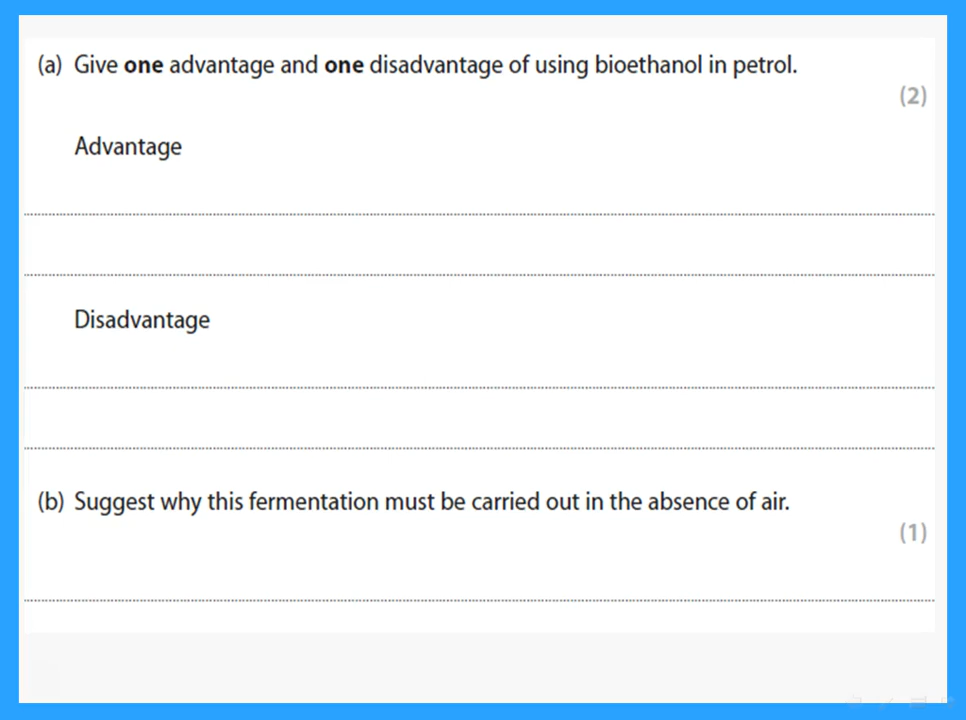 (a) Give one advantage and one disadvantage of using bioethanol in petrol.
(2)
Advantage
Disadvantage
(b) Suggest why this fermentation must be carried out in the absence of air.
(1)